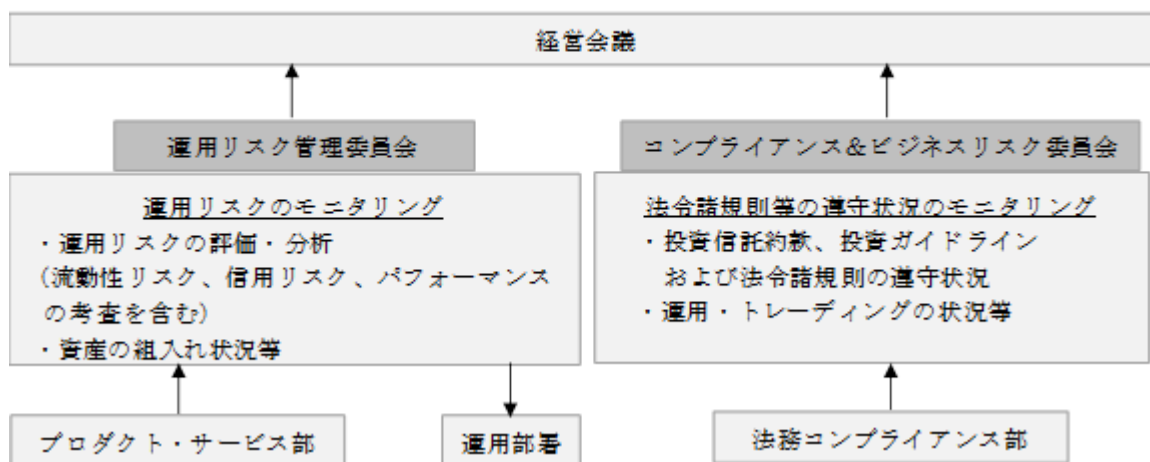 経営会議
運用リスク管理委員会
運用リスクのモニタリング
・運用リスクの評価・分析
(流動性リスク、信用リスク、パフォーマンス
の考査を含む)
・資産の組入れ状況等
コンプライアンス＆ビジネスリスク委員会
法令諸規則等の遵守状況のモニタリング
・投資信託約款、投資ガイドライン
および法令諸規則の遵守状況
・運用・トレーディングの状況等
プロダクト・サービス部
運用部署
法務コンプライアンス部